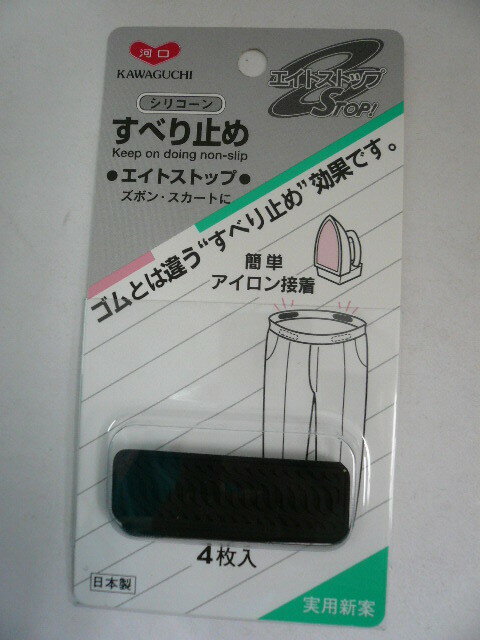 河口
KAWAGUCHI
エイトストップ
STOP!
シリコーン
すべり止め
Keep on doing non-slip
●エイトストップ●
ズボン・スカートに
ゴムとは違う“すべり止め”効果です。
簡単
アイロン接着
4枚入
日本製
実用新案